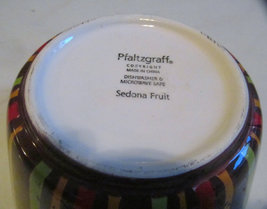 Pfaltzgraff®
COPYRIGHT
MADE IN CHINA
DISHWASHER &
MICROWAVE SAFE
Sedona Fruit